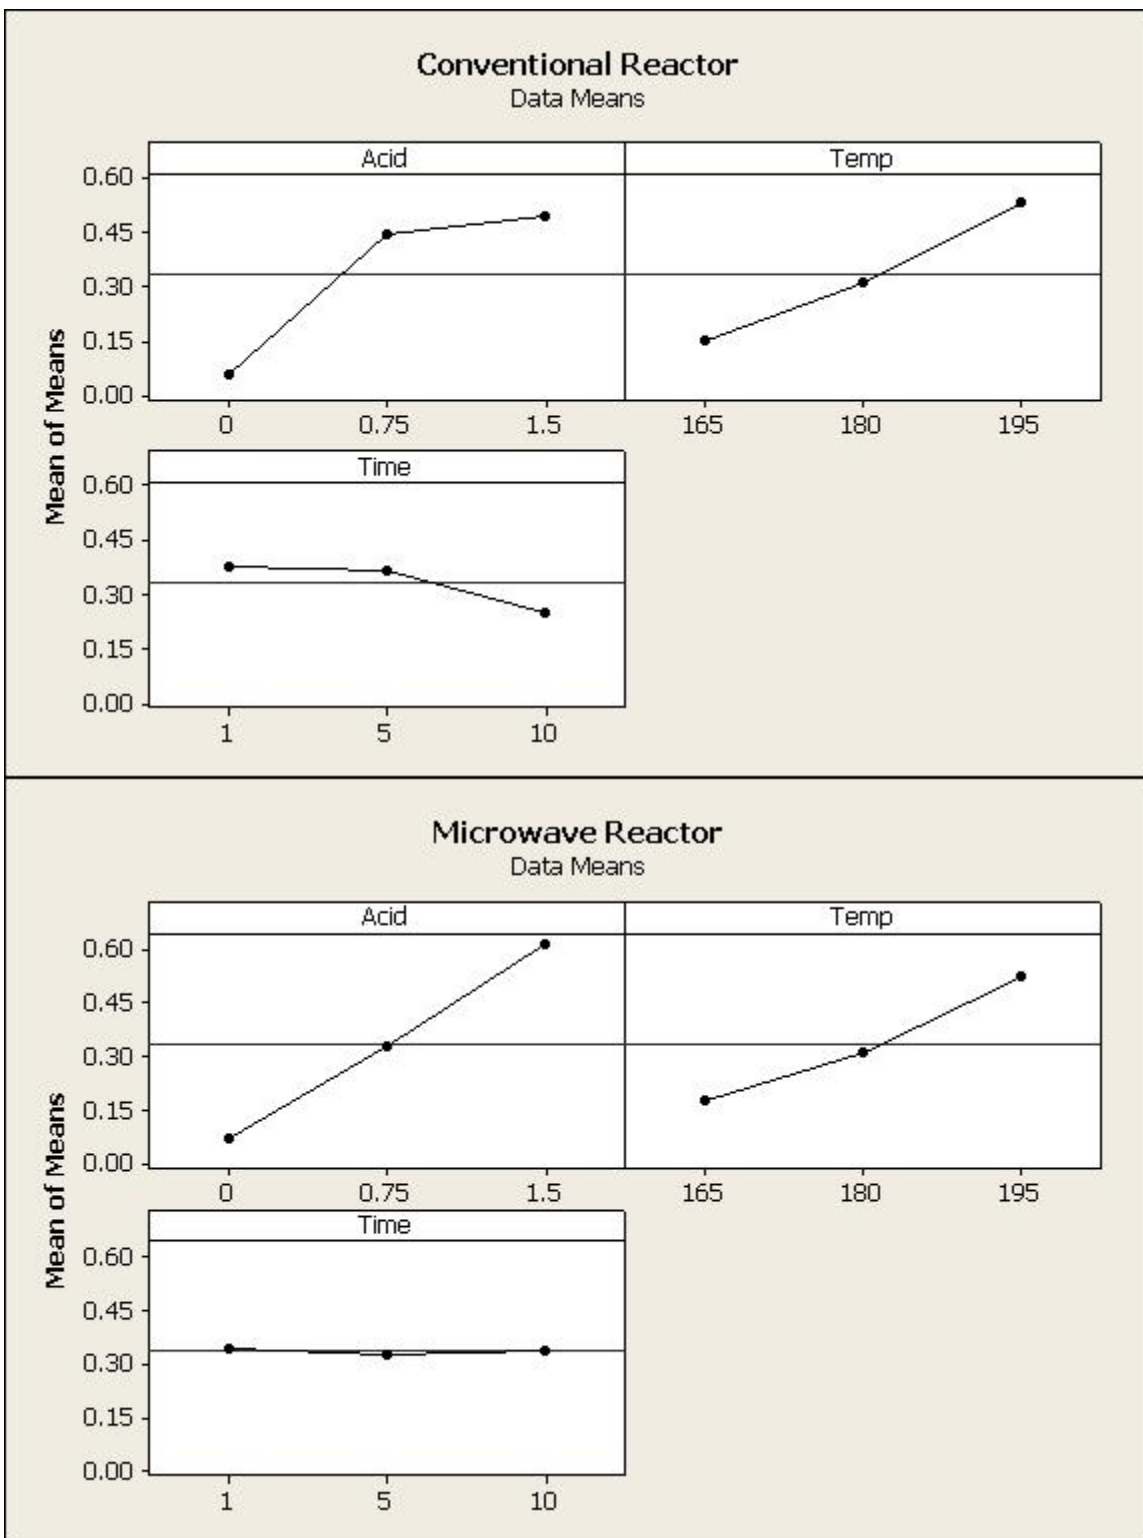 Conventional Reactor
Data Means
Acid Temp
0.60
0.45
0.30
0.15
0.00
0 0.75 1.5 165 180 195
Mean of Means
Time
0.60
0.45
0.30
0.15
0.00
1 5 10
Microwave Reactor
Data Means
Acid Temp
0.60
0.45
0.30
0.15
0.00
0 0.75 1.5 165 180 195
Mean of Means
Time
0.60
0.45
0.30
0.15
0.00
1 5 10